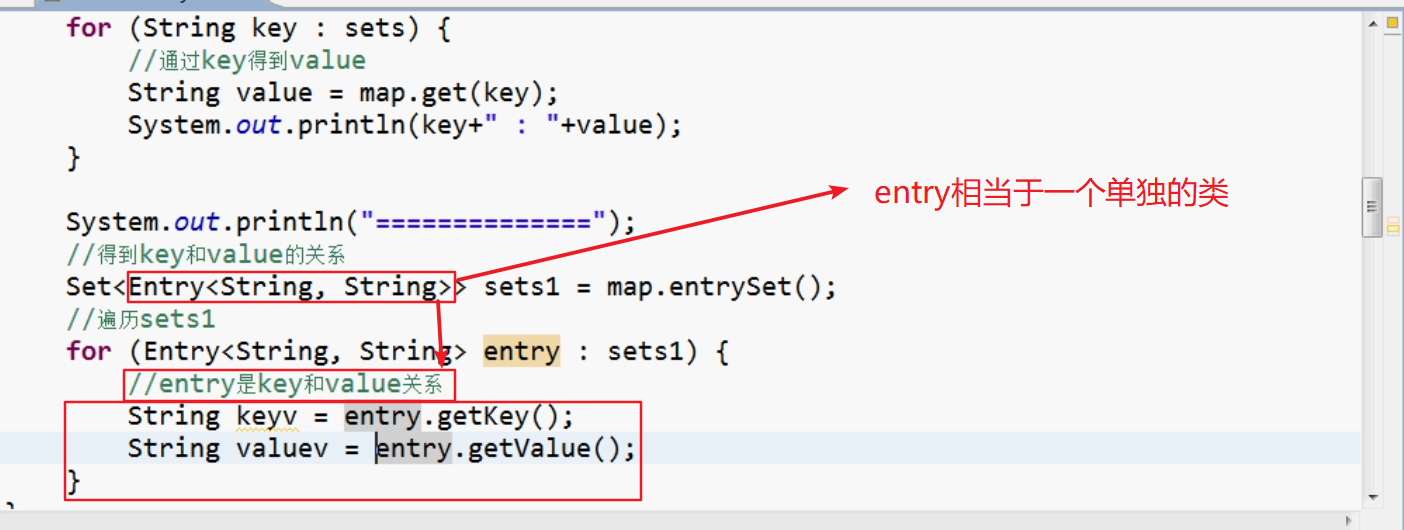 for (String key : sets) {
//通过key得到value
String value = map.get(key);
System.out.println(key+" : "+value);
}
entry相当于一个单独的类
System.out.println("==============");
//得到key和value的关系
Set<Entry<String, String>> sets1 = map.entrySet();
//遍历sets1
for (Entry<String, String> entry : sets1) {
//entry是key和value关系
String keyv = entry.getKey();
String valuev = entry.getValue();
}